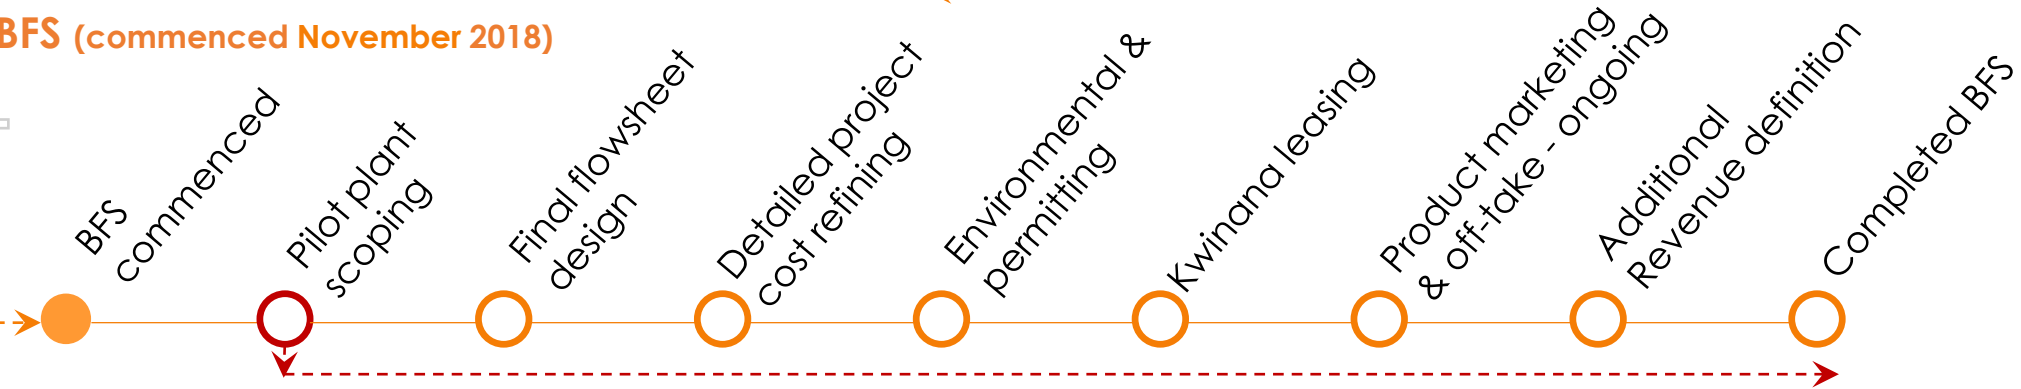 BFS (commenced November 2018)
BFS
commenced
Pilot plant
scoping
Final flowsheet
design
Detailed project
cost refining
Environmental &
permitting
Kwinana leasing
Product marketing
& off-take - ongoing
Additional
Revenue definition
Completed BFS